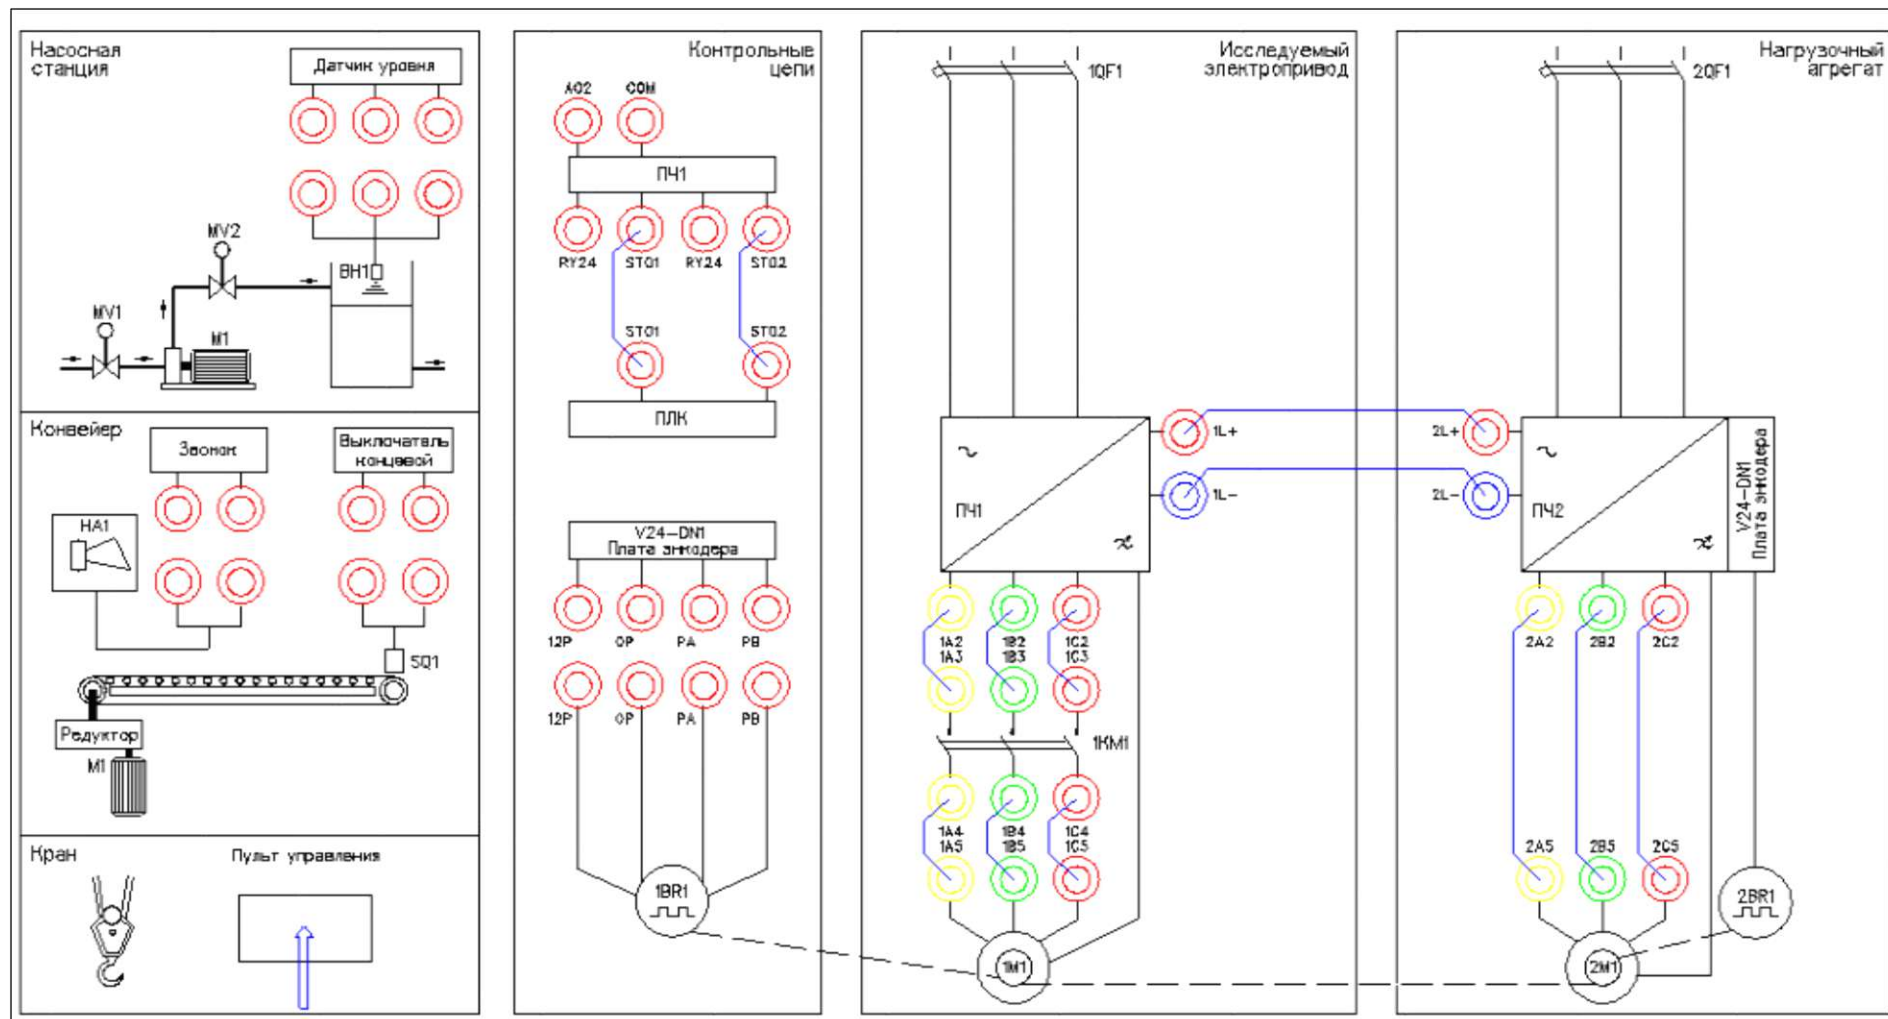 Насосная
станция
Датчик уровня
MV2
BH1
MV1
M1
Конвейер
Звонок
Выключатель
концевой
HA1
SQ1
Редуктор
M1
Кран
Пульт управления
Контрольные
цепи
AO2 COM
ПЧ1
RY24 STO1 RY24 STO2
STO1 STO2
ПЛК
V24-DN1
Плата энкодера
12P 0P PA PB
12P 0P PA PB
1BR1
Исследуемый
электропривод
1QF1
1L+
1L-
ПЧ1
1A2 1B2 1C2
1A3 1B3 1C3
1KM1
1A4 1B4 1C4
1A5 1B5 1C5
1M1
Нагрузочный
агрегат
2QF1
2L+
2L-
ПЧ2
V24-DN1
Плата энкодера
2A2 2B2 2C2
2A5 2B5 2C5
2BR1
2M1